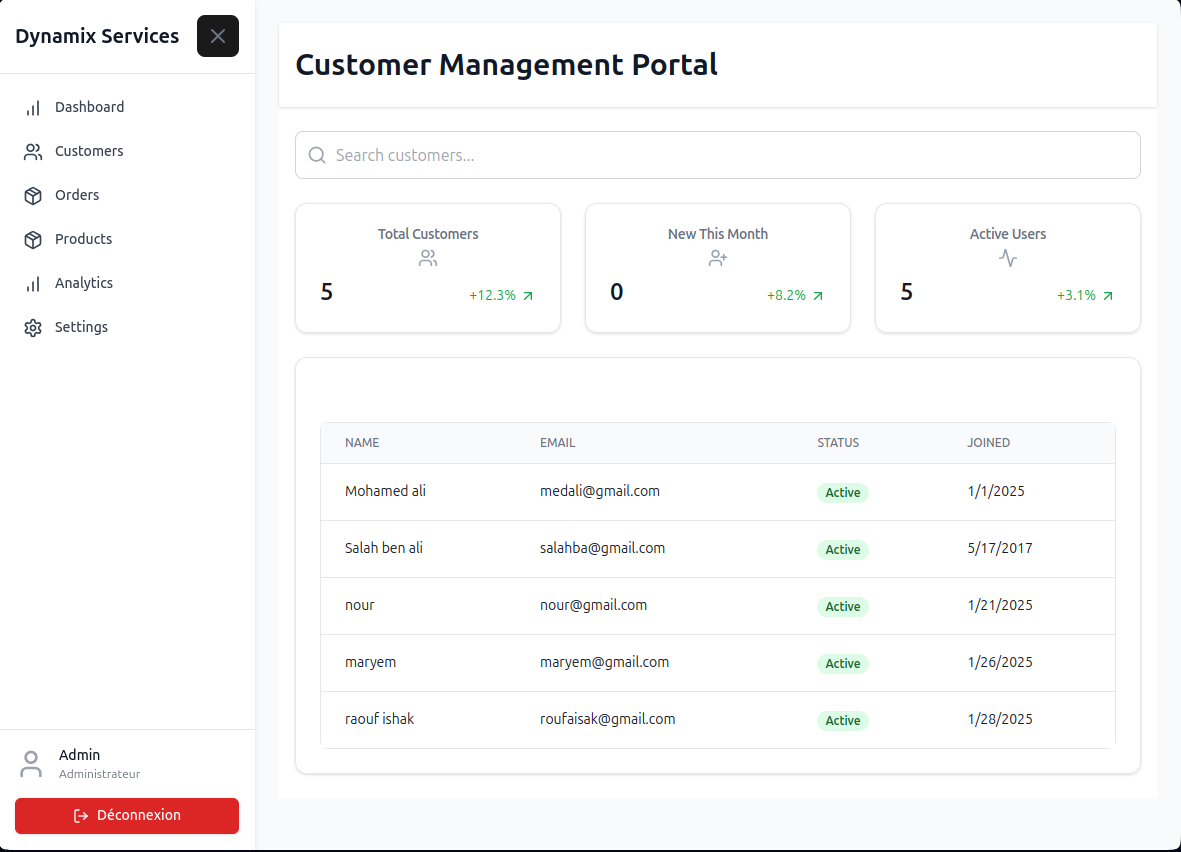 Dynamix Services
Dashboard
Customers
Orders
Products
Analytics
Settings
Admin
Administrateur
Déconnexion
Customer Management Portal
Search customers...
Total Customers
5 +12.3%
New This Month
0 +8.2%
Active Users
5 +3.1%
NAME EMAIL STATUS JOINED
Mohamed ali medali@gmail.com Active 1/1/2025
Salah ben ali salahba@gmail.com Active 5/17/2017
nour nour@gmail.com Active 1/21/2025
maryem maryem@gmail.com Active 1/26/2025
raouf ishak roufaisak@gmail.com Active 1/28/2025